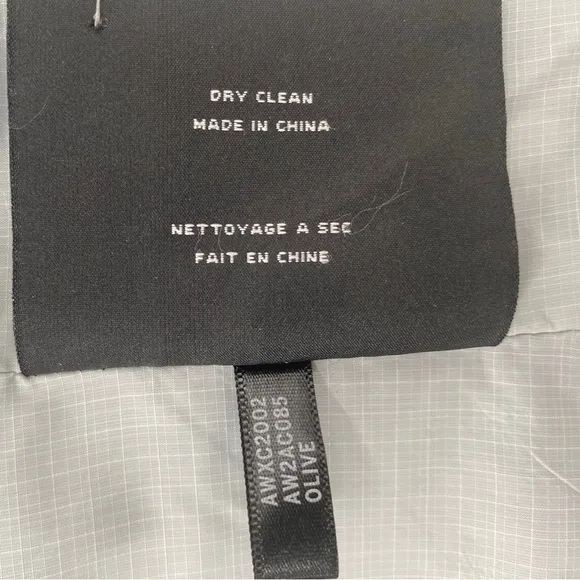 DRY CLEAN
MADE IN CHINA
NETTOYAGE A SEC
FAIT EN CHINE
AWXC2002
AW2AC085
OLIVE